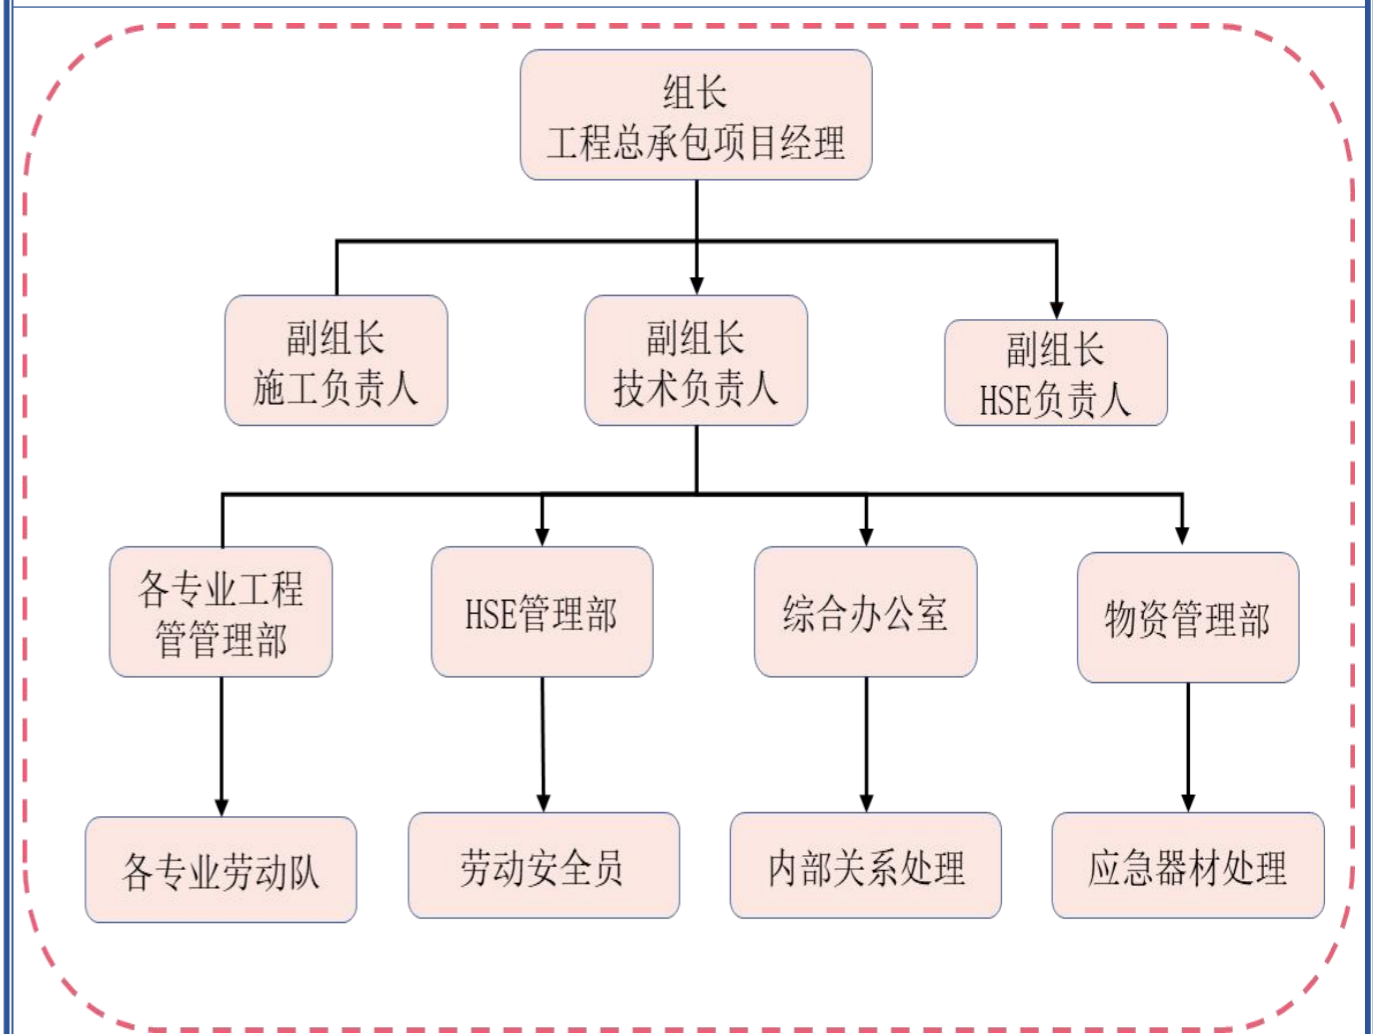 组长
工程总承包项目经理
副组长
施工负责人
副组长
技术负责人
副组长
HSE负责人
各专业工程
管管理部
HSE管理部
综合办公室
物资管理部
各专业劳动队
劳动安全员
内部关系处理
应急器材处理